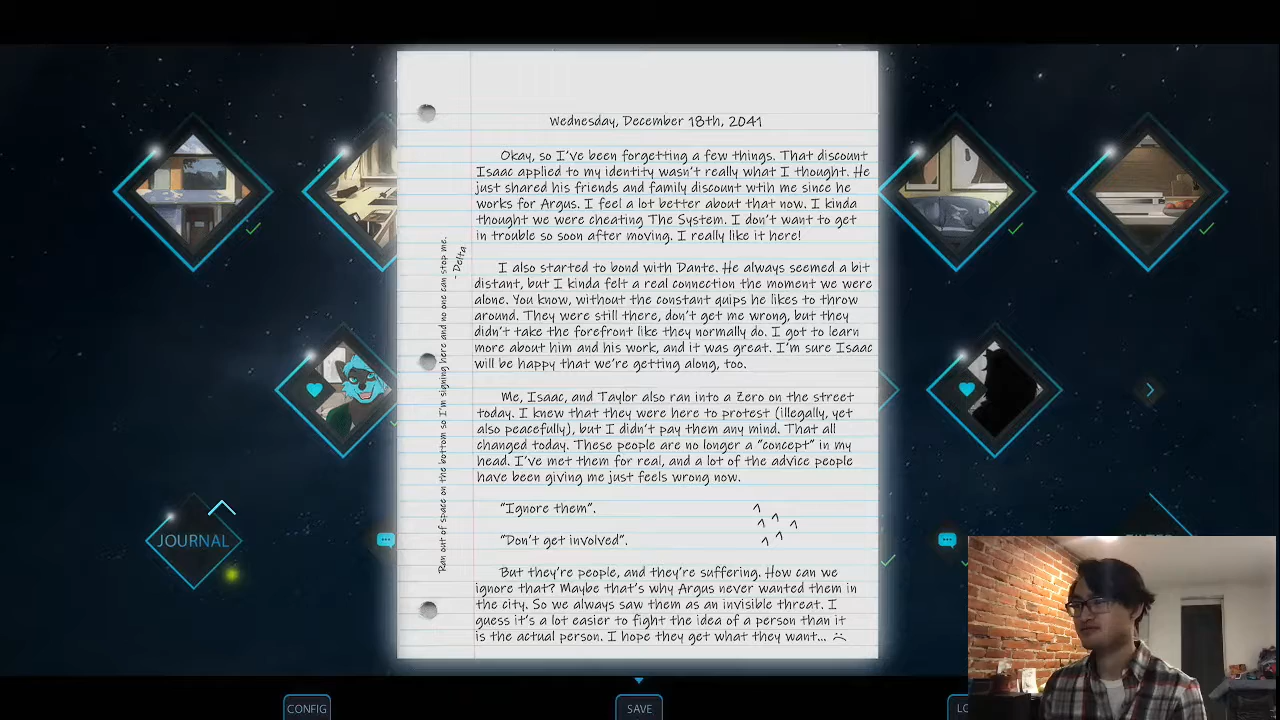 Wednesday, December 18th, 2041
Okay, so I've been forgetting a few things. That discount
Isaac applied to my identity wasn't really what I thought. He
just shared his friends and family discount wtih me since he
works for Argus. I feel a lot better about that now. I kinda
thought we were cheating The System. I don't want to get
in trouble so soon after moving. I really like it here!
I also started to bond with Dante. He always seemed a bit
distant, but I kinda felt a real connection the moment we were
alone. You know, without the constant quips he likes to throw
around. They were still there, don't get me wrong, but they
didn't take the forefront like they normally do. I got to learn
more about him and his work, and it was great. I'm sure Isaac
will be happy that we're getting along, too.
Me, Isaac, and Taylor also ran into a Zero on the street
today. I knew that they were here to protest (illegally, yet
also peacefully), but I didn't pay them any mind. That all
changed today. These people are no longer a "concept" in my
head. I've met them for real, and a lot of the advice people
have been giving me just feels wrong now.
"Ignore them".
"Don't get involved".
But they're people, and they're suffering. How can we
ignore that? Maybe that's why Argus never wanted them in
the city. So we always saw them as an invisible threat. I
guess it's a lot easier to fight the idea of a person than it
is the actual person. I hope they get what they want... :(
Ran out of space on the bottom so I'm signing here and no one can stop me.
- Delta
JOURNAL
CONFIG
SAVE